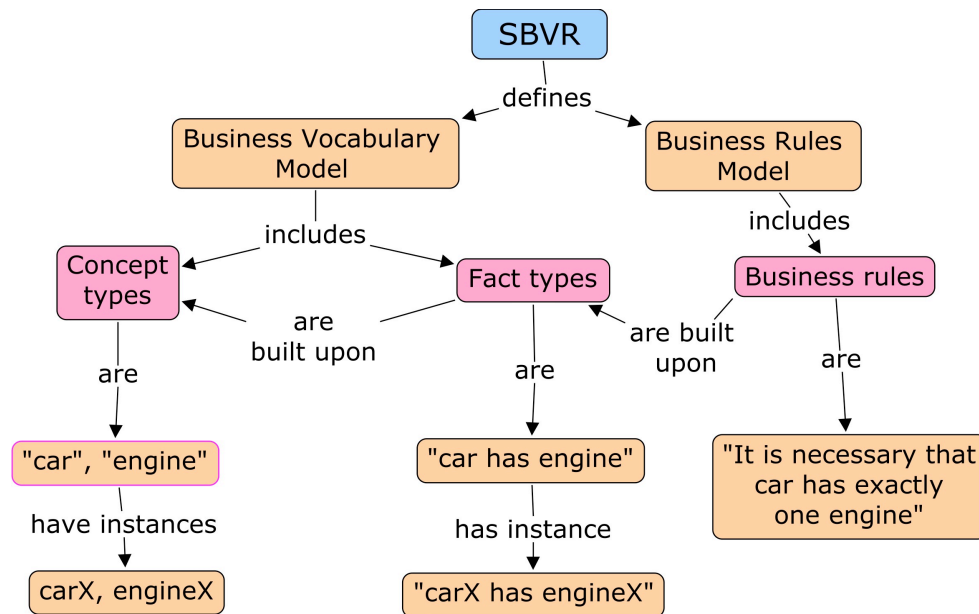 SBVR
defines
Business Vocabulary
Model
Business Rules
Model
includes
includes
Concept
types
Fact types
Business rules
are
built upon
are built
upon
are
are
are
"car", "engine"
"car has engine"
"It is necessary that
car has exactly
one engine"
have instances
has instance
carX, engineX
"carX has engineX"